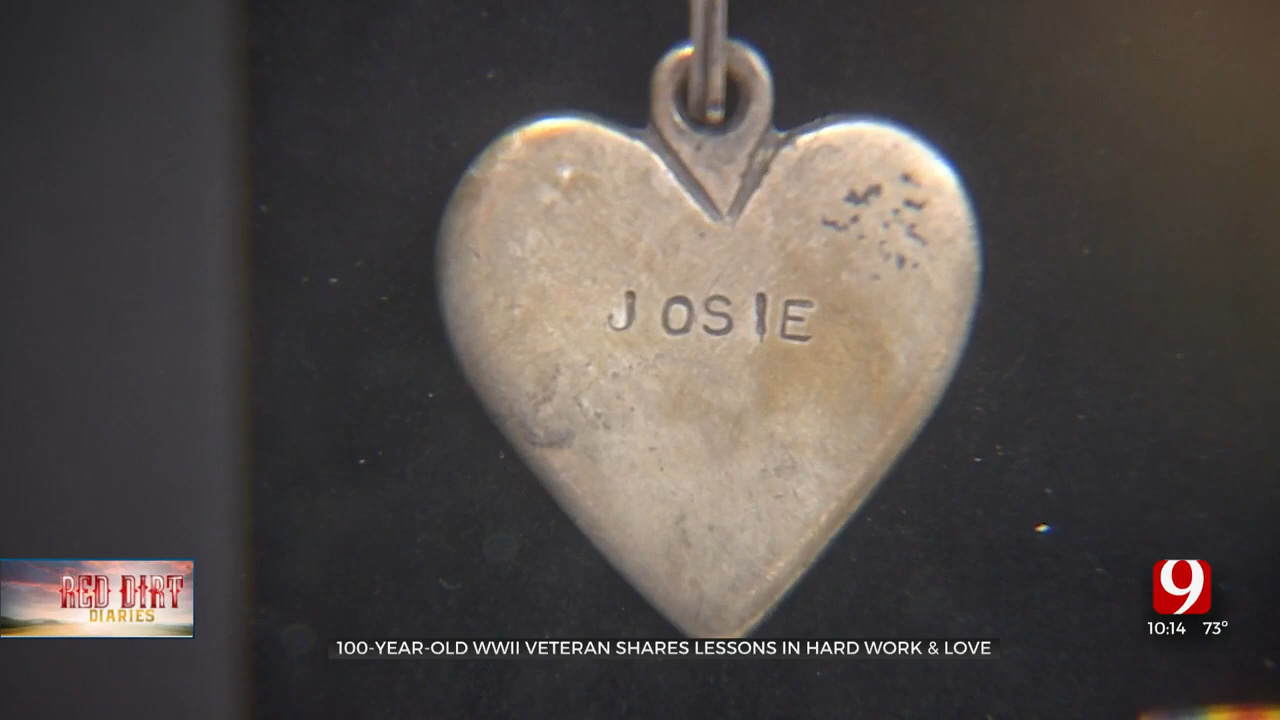 JOSIE
RED DIRT
DIARIES
9
10:14 73°
100-YEAR-OLD WWII VETERAN SHARES LESSONS IN HARD WORK & LOVE